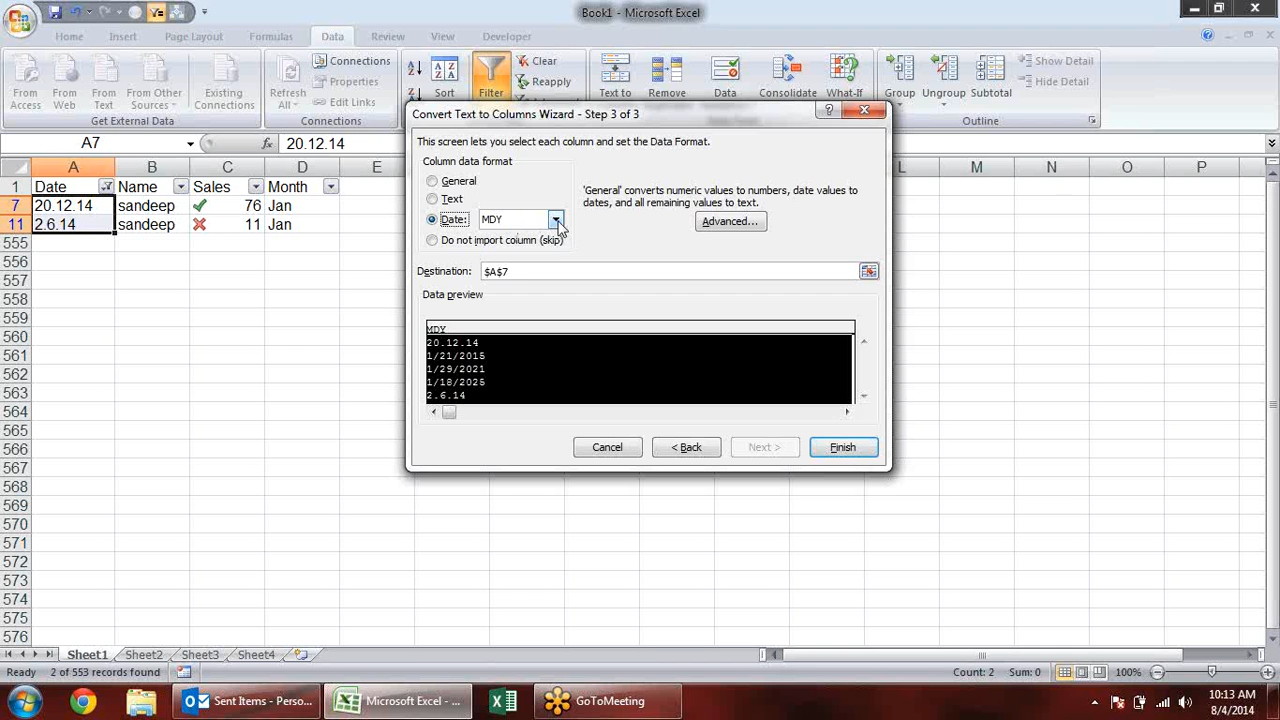 Book1 - Microsoft Excel
Home Insert Page Layout Formulas Data Review View Developer
From Access
From Web
From Text
From Other Sources
Existing Connections
Get External Data
Refresh All
Connections
Properties
Edit Links
Connections
Sort
Filter
Clear
Reapply
Text to
Remove
Data
Consolidate
What-If
Group
Ungroup
Subtotal
Show Detail
Hide Detail
Outline
A7 fx 20.12.14
A B C D E L M N O P
1 Date Name Sales Month
7 20.12.14 sandeep 76 Jan
11 2.6.14 sandeep 11 Jan
555
556
557
558
559
560
561
562
563
564
565
566
567
568
569
570
571
572
573
574
575
576
Convert Text to Columns Wizard - Step 3 of 3
This screen lets you select each column and set the Data Format.
Column data format
General
Text
Date: MDY
Do not import column (skip)
'General' converts numeric values to numbers, date values to
dates, and all remaining values to text.
Advanced...
Destination: $A$7
Data preview
MDY
20.12.14
1/21/2015
1/29/2021
1/18/2025
2.6.14
Cancel < Back Next > Finish
Sheet1 Sheet2 Sheet3 Sheet4
Ready 2 of 553 records found Count: 2 Sum: 0 100%
Sent Items - Perso... Microsoft Excel - ... GoToMeeting
10:13 AM
8/4/2014